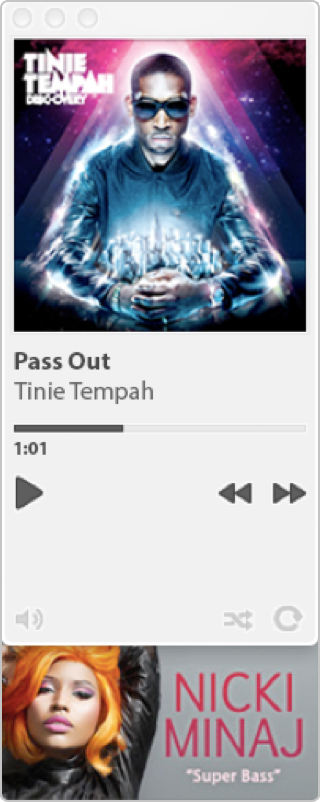 TINIE
TEMPAH
DISC-OVERY
Pass Out
Tinie Tempah
1:01
NICKI
MINAJ
“Super Bass”